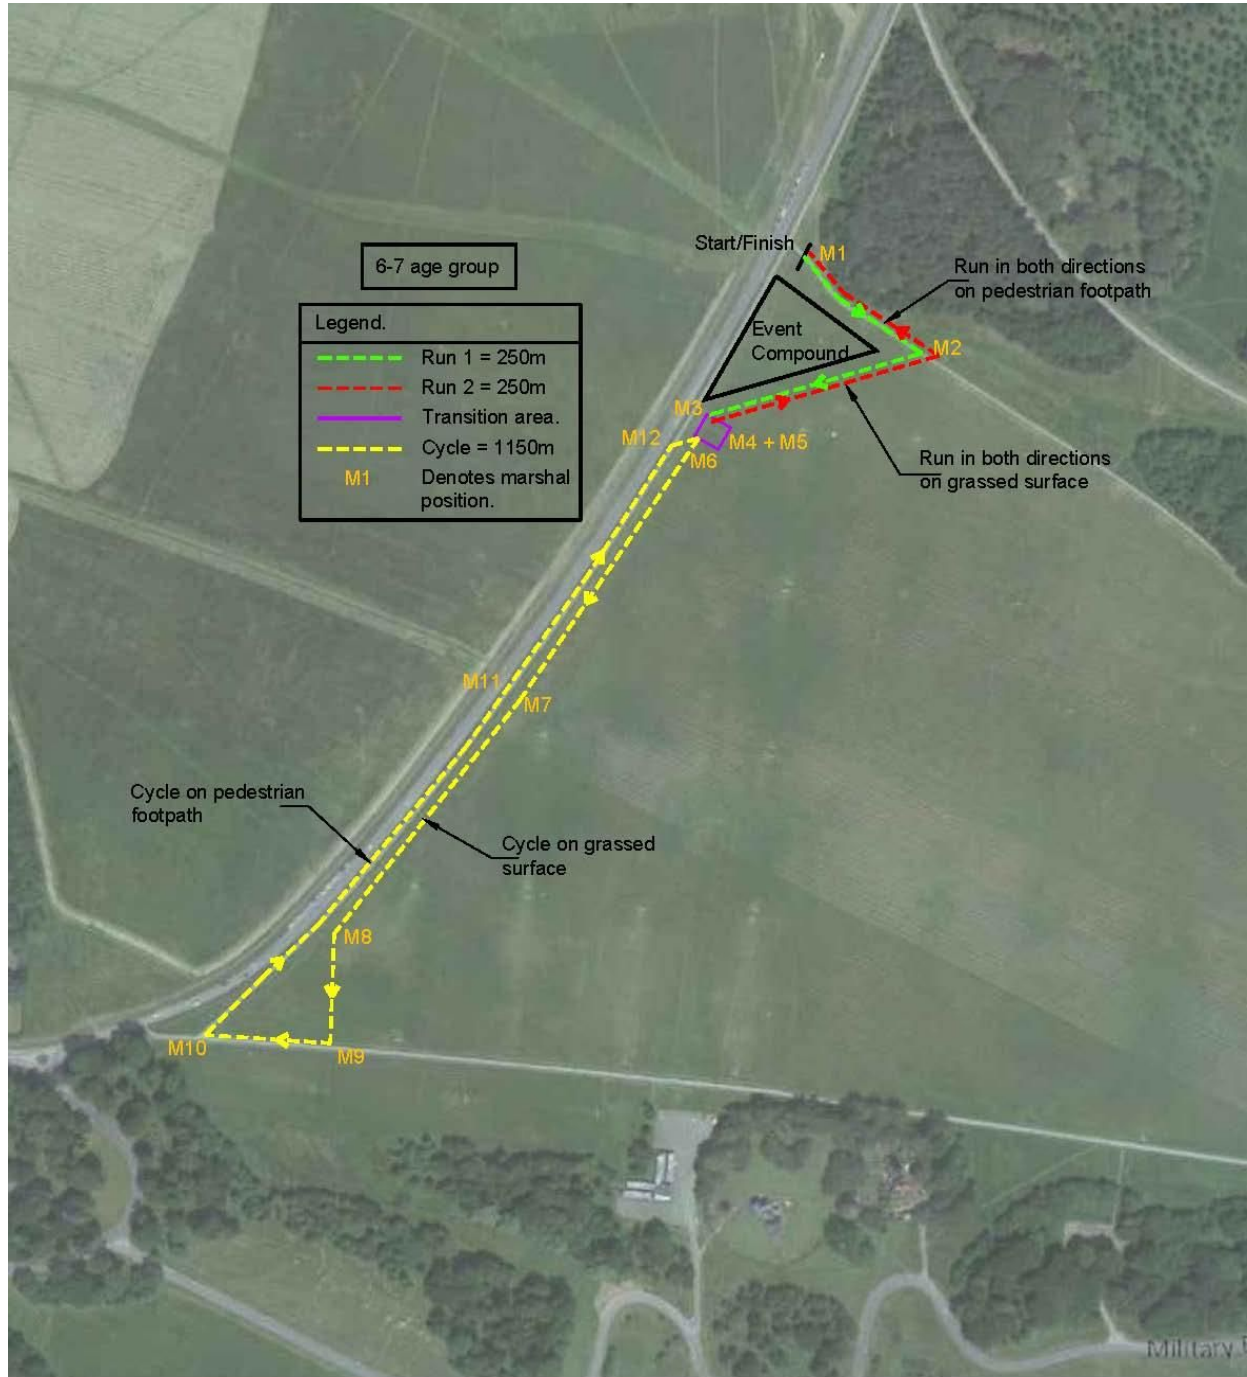 Start/Finish
M1
6-7 age group
Run in both directions
on pedestrian footpath
Legend.
Run 1 = 250m
Run 2 = 250m
Transition area.
Cycle = 1150m
M1 Denotes marshal
position.
Event
Compound
M2
M3
M12
M4 + M5
M6
Run in both directions
on grassed surface
M11
M7
Cycle on pedestrian
footpath
Cycle on grassed
surface
M8
M10
M9
Military